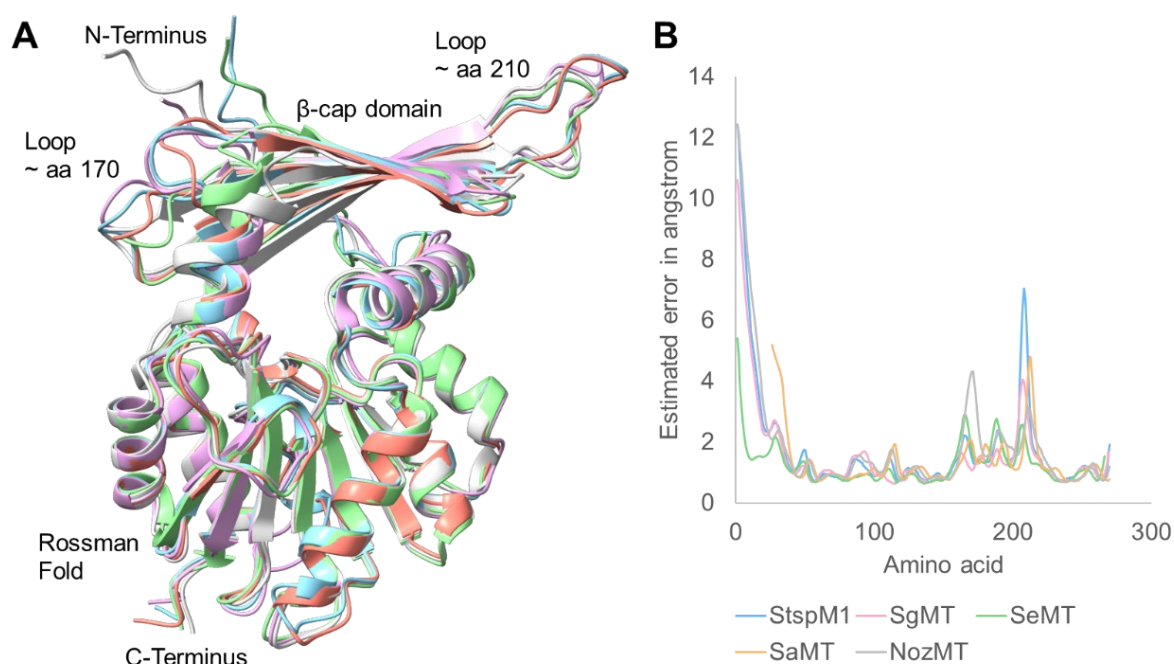 A
N-Terminus
Loop
~ aa 210
β-cap domain
Loop
~ aa 170
Rossman
Fold
C-Terminus
B
Estimated error in angstrom
14
12
10
8
6
4
2
0
0 100 200 300
Amino acid
StspM1 SgMT SeMT
SaMT NozMT